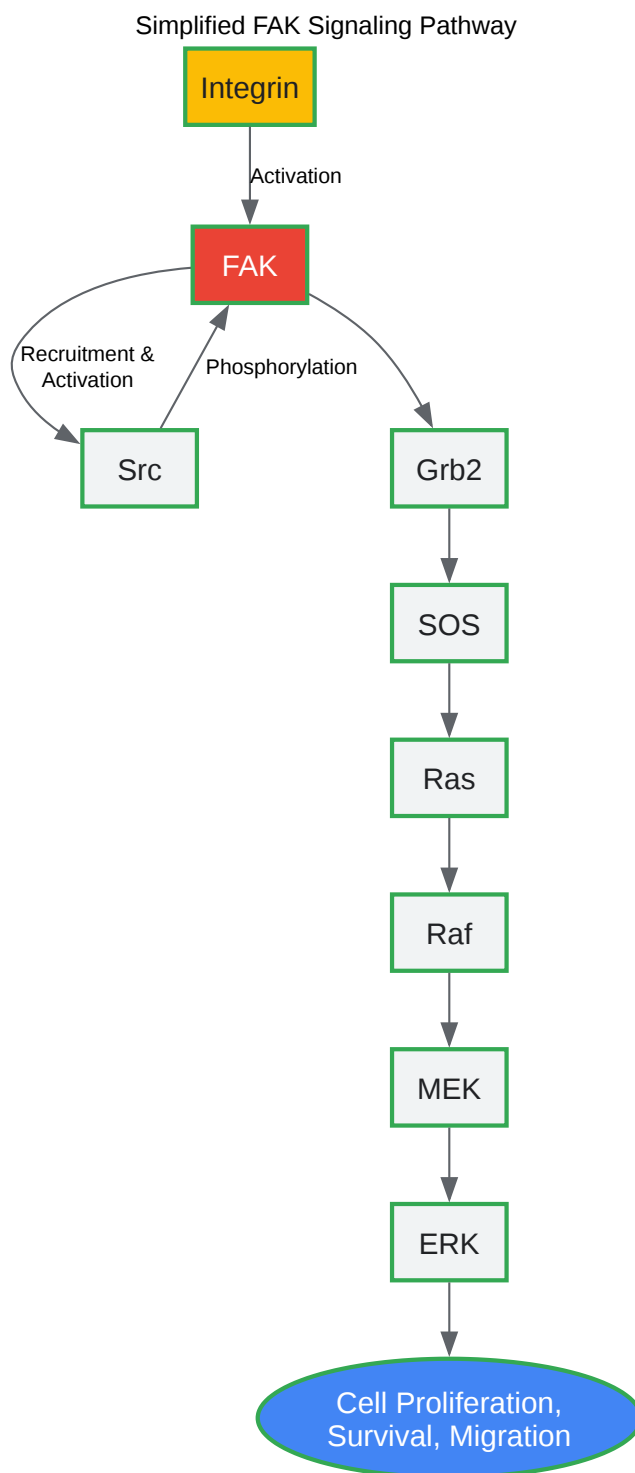 Simplified FAK Signaling Pathway
Integrin
Activation
FAK
Recruitment &
Activation
Phosphorylation
Src
Grb2
SOS
Ras
Raf
MEK
ERK
Cell Proliferation,
Survival, Migration